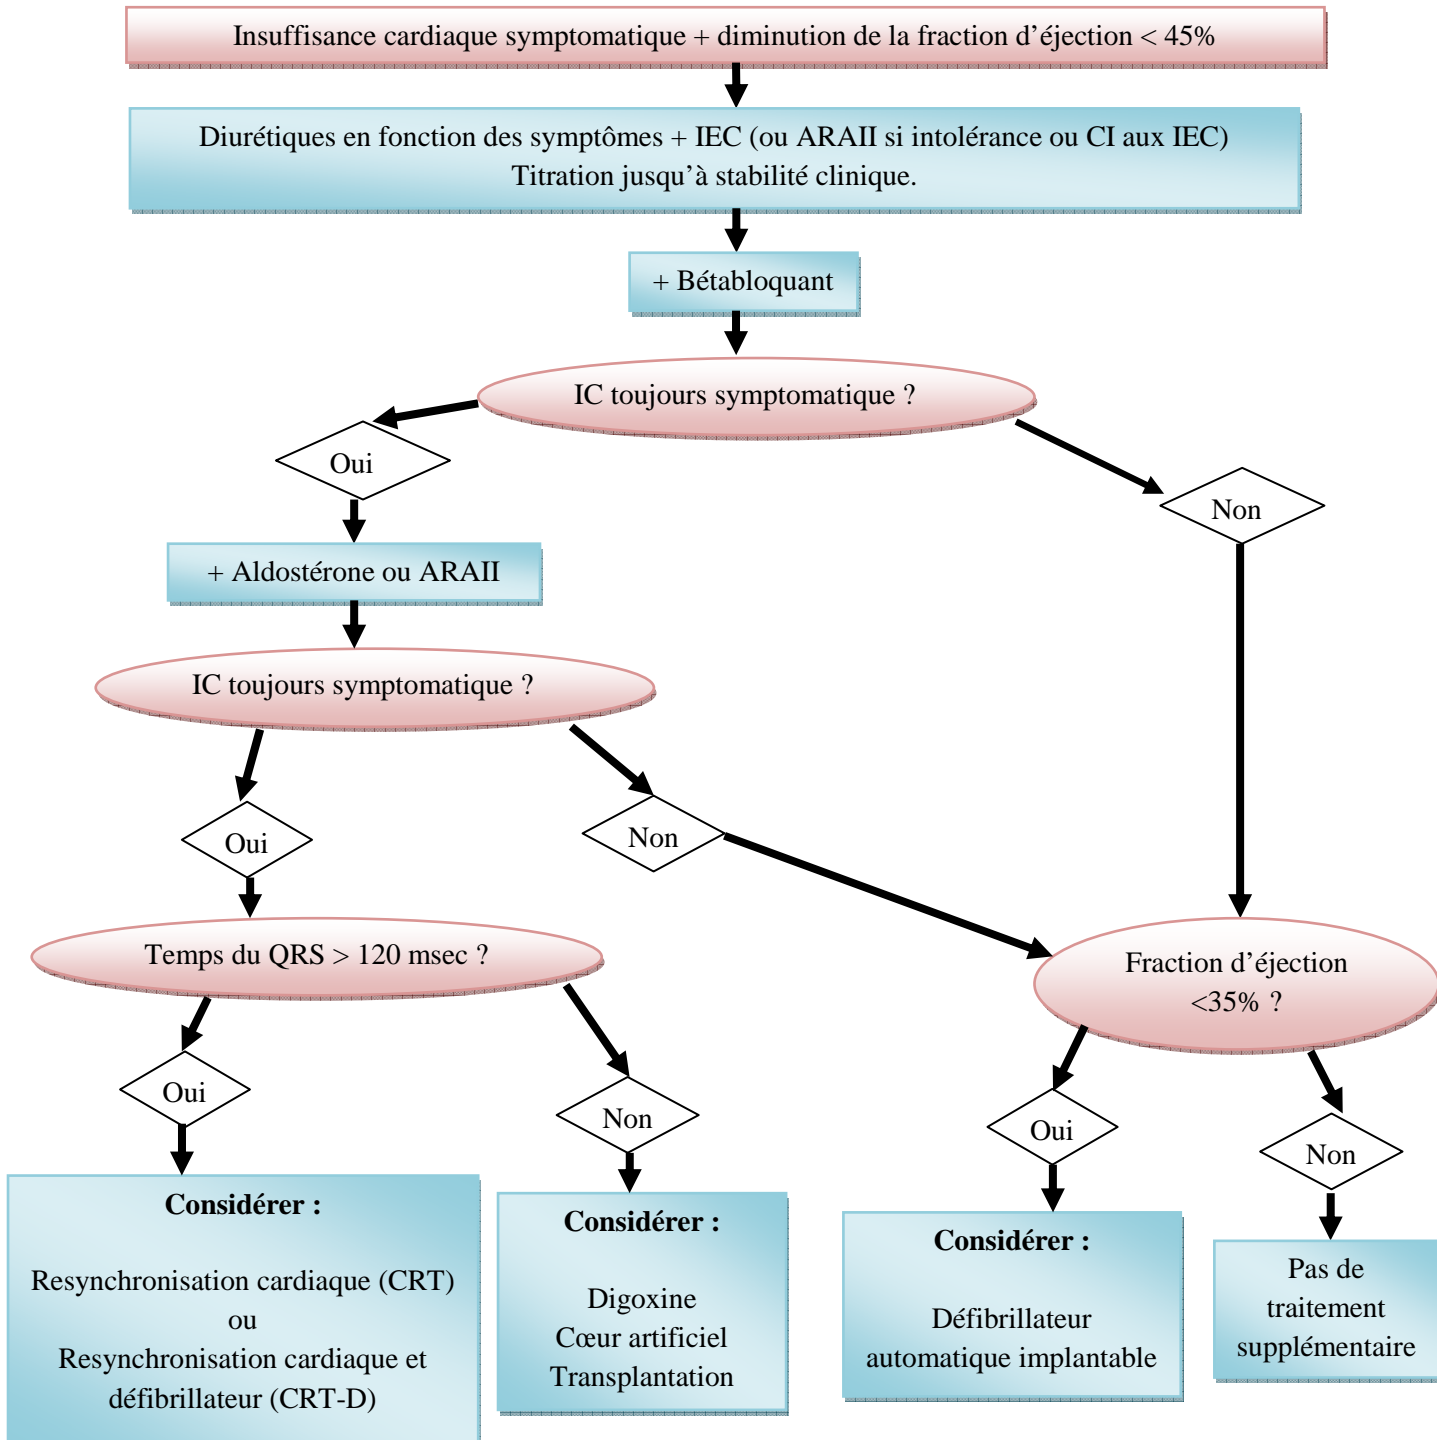 Insuffisance cardiaque symptomatique + diminution de la fraction d’éjection < 45%
Diurétiques en fonction des symptômes + IEC (ou ARAII si intolérance ou CI aux IEC)
Titration jusqu’à stabilité clinique.
+ Bétabloquant
IC toujours symptomatique ?
Oui
Non
+ Aldostérone ou ARAII
IC toujours symptomatique ?
Oui
Non
Temps du QRS > 120 msec ?
Fraction d’éjection
<35% ?
Oui
Non
Oui
Non
Considérer :
Resynchronisation cardiaque (CRT)
ou
Resynchronisation cardiaque et
défibrillateur (CRT-D)
Considérer :
Digoxine
Cœur artificiel
Transplantation
Considérer :
Défibrillateur
automatique implantable
Pas de
traitement
supplémentaire